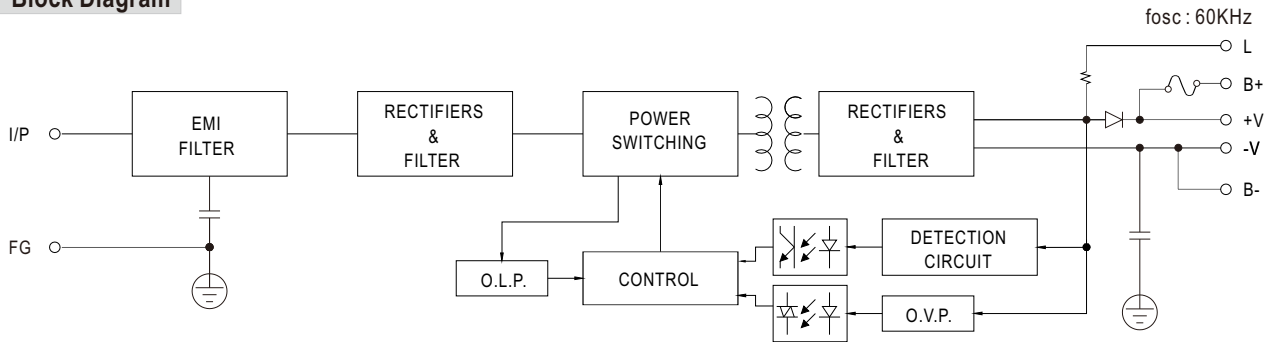 Block Diagram
fosc : 60KHz
L
B+
+V
-V
B-
I/P
EMI
FILTER
RECTIFIERS
&
FILTER
POWER
SWITCHING
RECTIFIERS
&
FILTER
FG
O.L.P.
CONTROL
DETECTION
CIRCUIT
O.V.P.